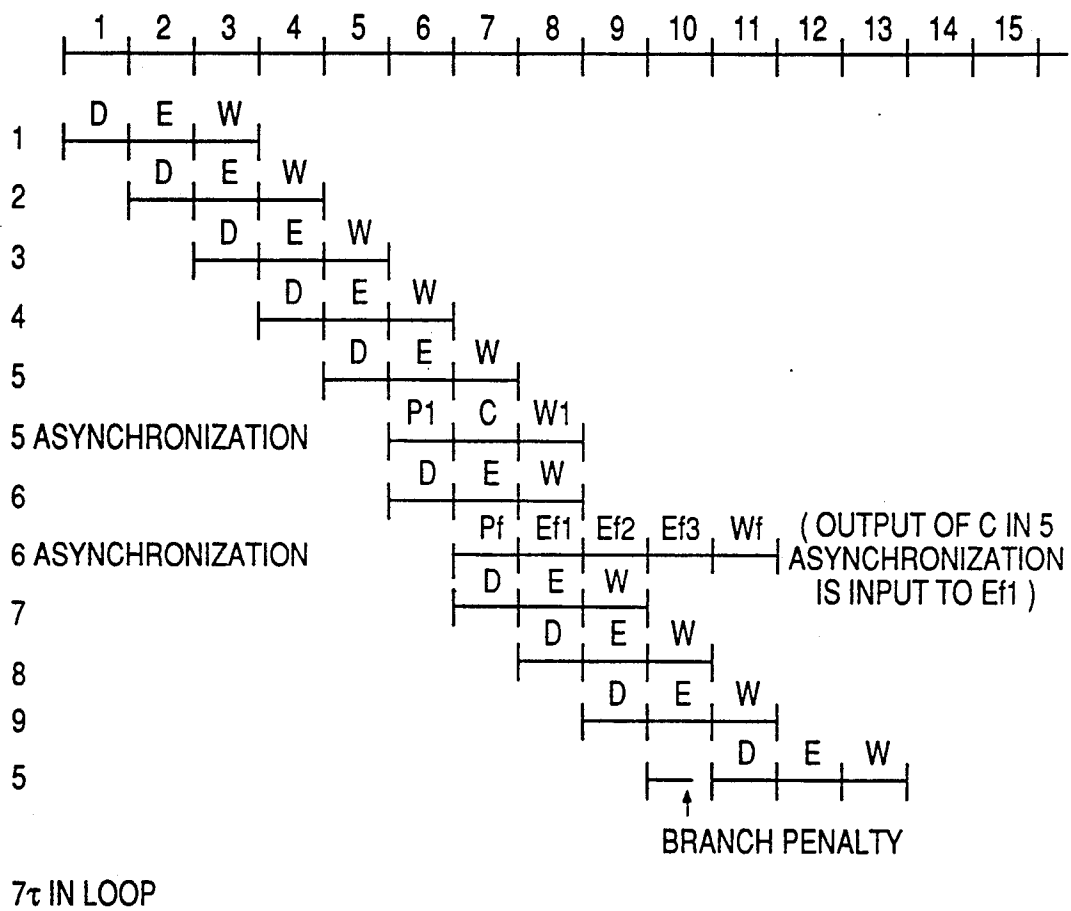 1 2 3 4 5 6 7 8 9 10 11 12 13 14 15
D E W
1
D E W
2
D E W
3
D E W
4
D E W
5
P1 C W1
5 ASYNCHRONIZATION
D E W
6
Pf Ef1 Ef2 Ef3 Wf
6 ASYNCHRONIZATION
( OUTPUT OF C IN 5
ASYNCHRONIZATION
IS INPUT TO Ef1 )
D E W
7
D E W
8
D E W
9
D E W
5
BRANCH PENALTY
7τ IN LOOP